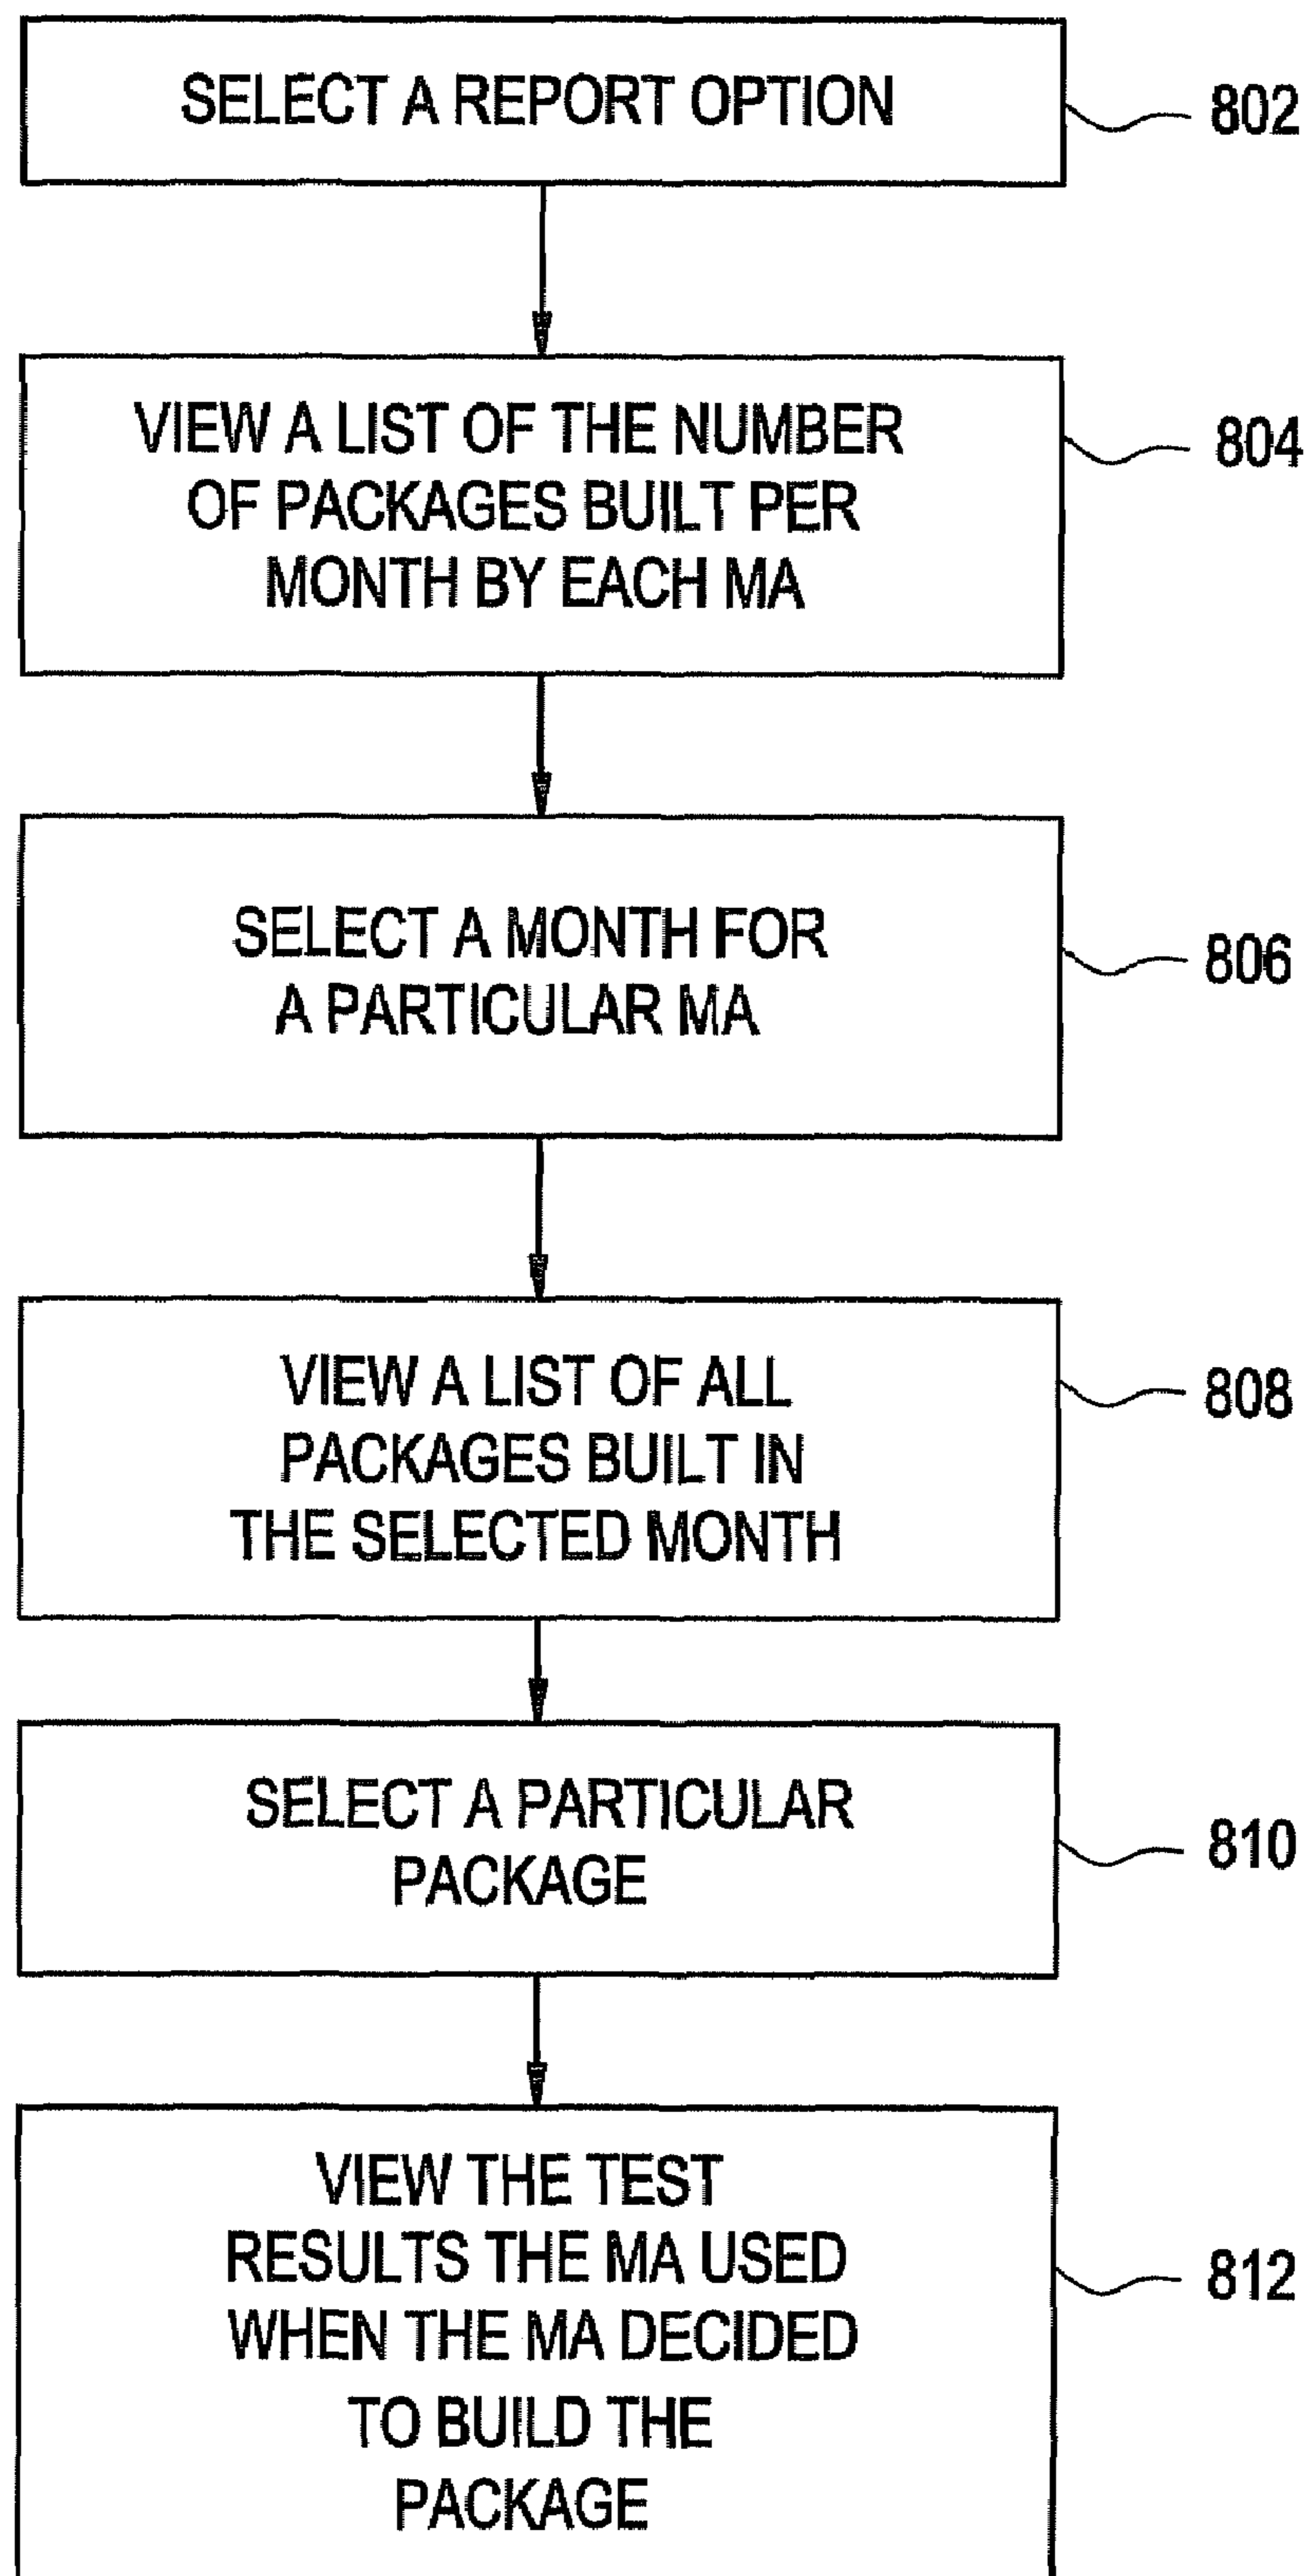 SELECT A REPORT OPTION
802
VIEW A LIST OF THE NUMBER
OF PACKAGES BUILT PER
MONTH BY EACH MA
804
SELECT A MONTH FOR
A PARTICULAR MA
806
VIEW A LIST OF ALL
PACKAGES BUILT IN
THE SELECTED MONTH
808
SELECT A PARTICULAR
PACKAGE
810
VIEW THE TEST
RESULTS THE MA USED
WHEN THE MA DECIDED
TO BUILD THE
PACKAGE
812